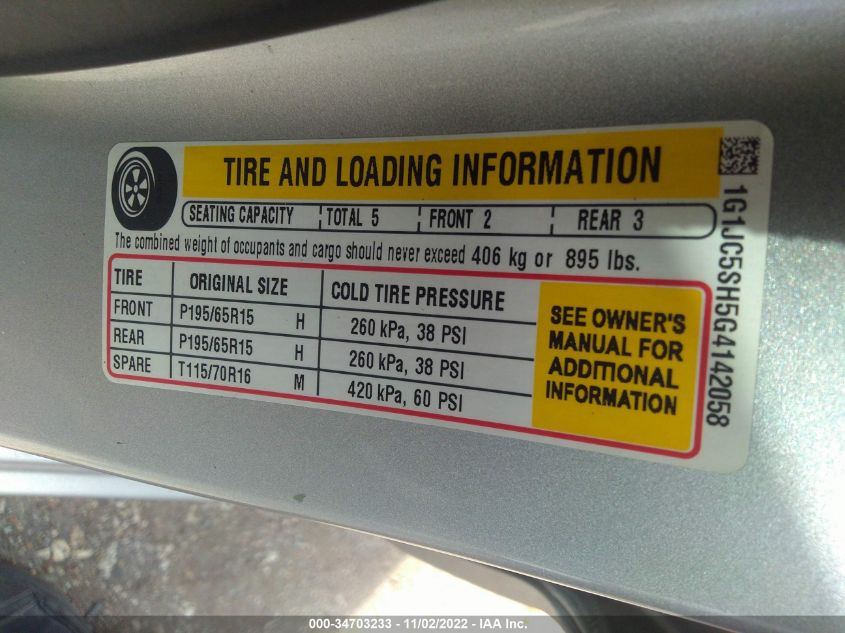 TIRE AND LOADING INFORMATION
SEATING CAPACITY TOTAL 5 FRONT 2 REAR 3
The combined weight of occupants and cargo should never exceed 406 kg or 895 lbs.
TIRE ORIGINAL SIZE COLD TIRE PRESSURE
FRONT P195/65R15 H 260 kPa, 38 PSI
REAR P195/65R15 H 260 kPa, 38 PSI
SPARE T115/70R16 M 420 kPa, 60 PSI
SEE OWNER'S
MANUAL FOR
ADDITIONAL
INFORMATION
1G1JC5SH5G4142058
000-34703233 - 11/02/2022 - IAA Inc.